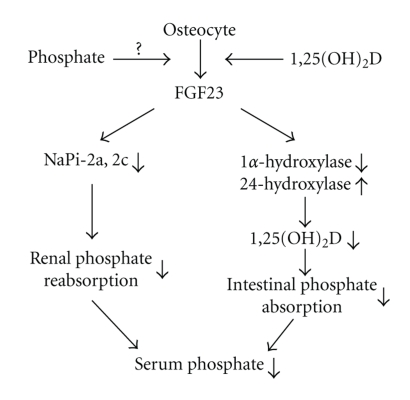 Osteocyte
Phosphate
?
1,25(OH)₂D
FGF23
NaPi-2a, 2c ↓
1α-hydroxylase ↓
24-hydroxylase ↑
1,25(OH)₂D ↓
Renal phosphate
reabsorption ↓
Intestinal phosphate
absorption ↓
Serum phosphate ↓